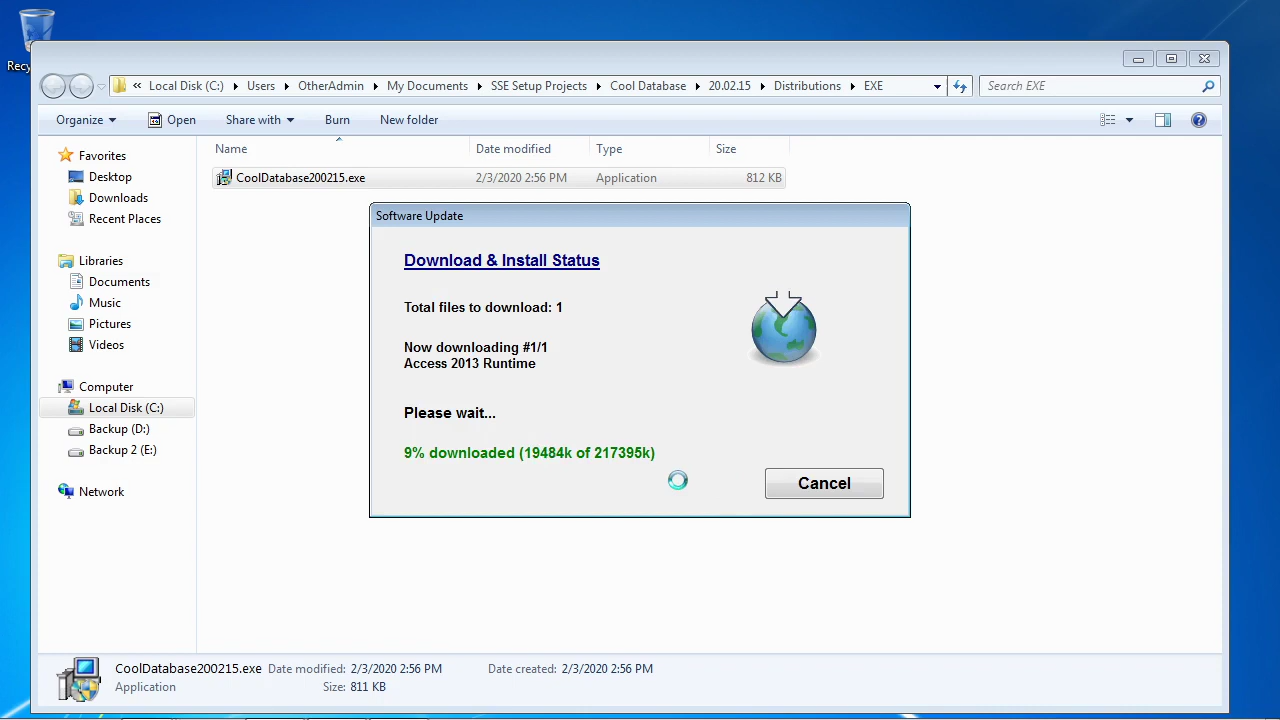 Recy
« Local Disk (C:) Users OtherAdmin My Documents SSE Setup Projects Cool Database 20.02.15 Distributions EXE
Search EXE
Organize Open Share with Burn New folder
Name Date modified Type Size
CoolDatabase200215.exe 2/3/2020 2:56 PM Application 812 KB
Favorites
Desktop
Downloads
Recent Places
Libraries
Documents
Music
Pictures
Videos
Computer
Local Disk (C:)
Backup (D:)
Backup 2 (E:)
Network
Software Update
Download & Install Status
Total files to download: 1
Now downloading #1/1
Access 2013 Runtime
Please wait...
9% downloaded (19484k of 217395k)
Cancel
CoolDatabase200215.exe Date modified: 2/3/2020 2:56 PM Date created: 2/3/2020 2:56 PM
Application Size: 811 KB